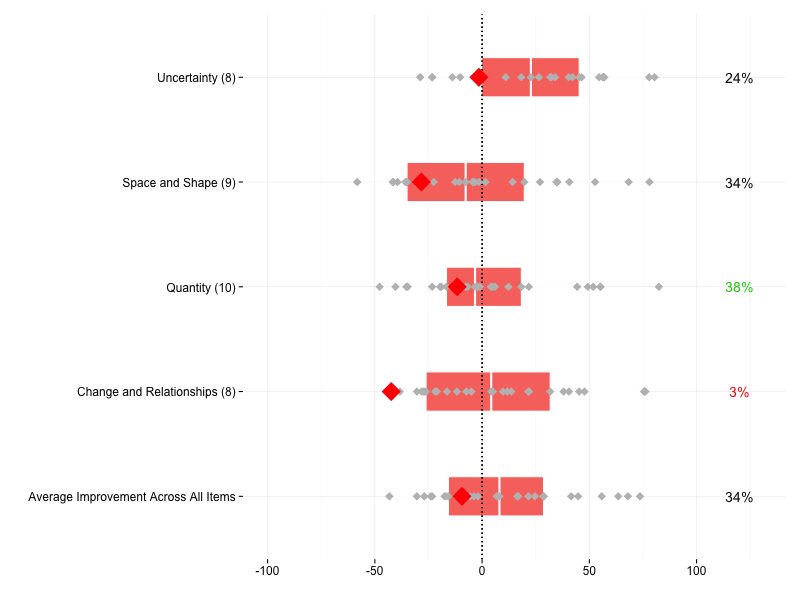 Uncertainty (8)
24%
Space and Shape (9)
34%
Quantity (10)
38%
Change and Relationships (8)
3%
Average Improvement Across All Items
34%
-100 -50 0 50 100